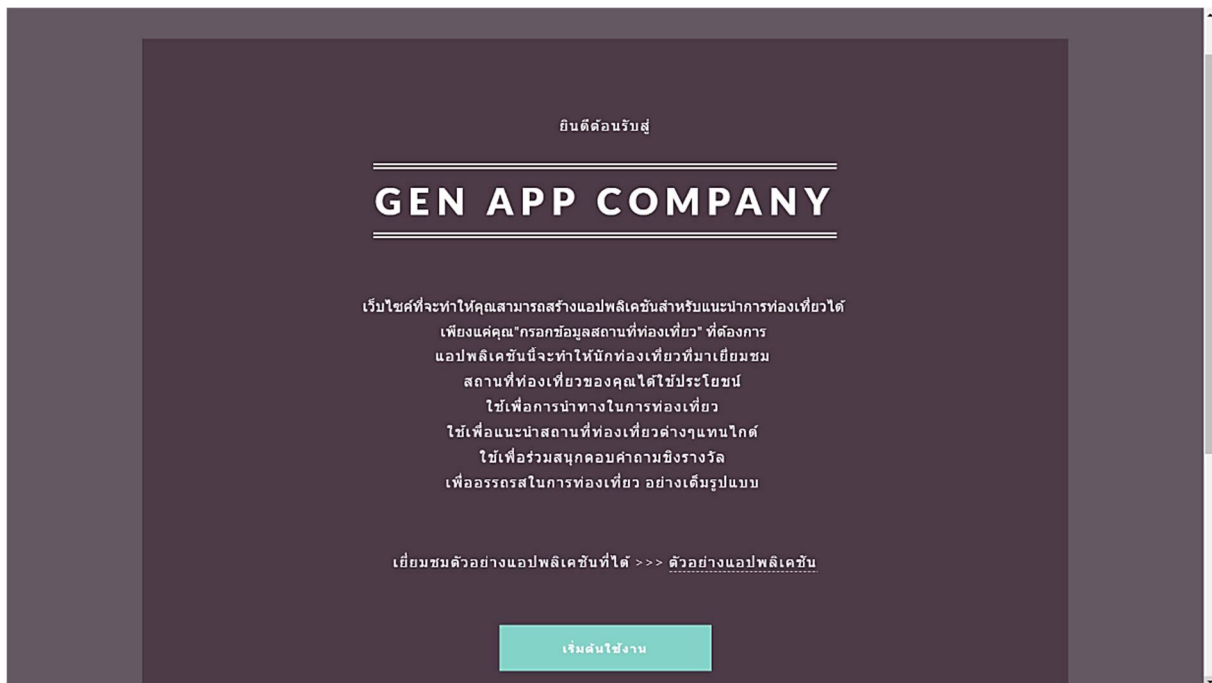 ยินดีต้อนรับสู่
GEN APP COMPANY
เว็บไซต์ที่จะทำให้คุณสามารถสร้างแอปพลิเคชันสำหรับแนะนำการท่องเที่ยวได้
เพียงแค่คุณ"กรอกข้อมูลสถานที่ท่องเที่ยว" ที่ต้องการ
แอปพลิเคชันนี้จะทำให้นักท่องเที่ยวที่มาเยี่ยมชม
สถานที่ท่องเที่ยวของคุณได้ใช้ประโยชน์
ใช้เพื่อการนำทางในการท่องเที่ยว
ใช้เพื่อแนะนำสถานที่ท่องเที่ยวต่างๆแทนไกด์
ใช้เพื่อร่วมสนุกตอบคำถามชิงรางวัล
เพื่ออรรถรสในการท่องเที่ยว อย่างเต็มรูปแบบ
เยี่ยมชมตัวอย่างแอปพลิเคชันที่ได้ >>> ตัวอย่างแอปพลิเคชัน
เริ่มต้นใช้งาน